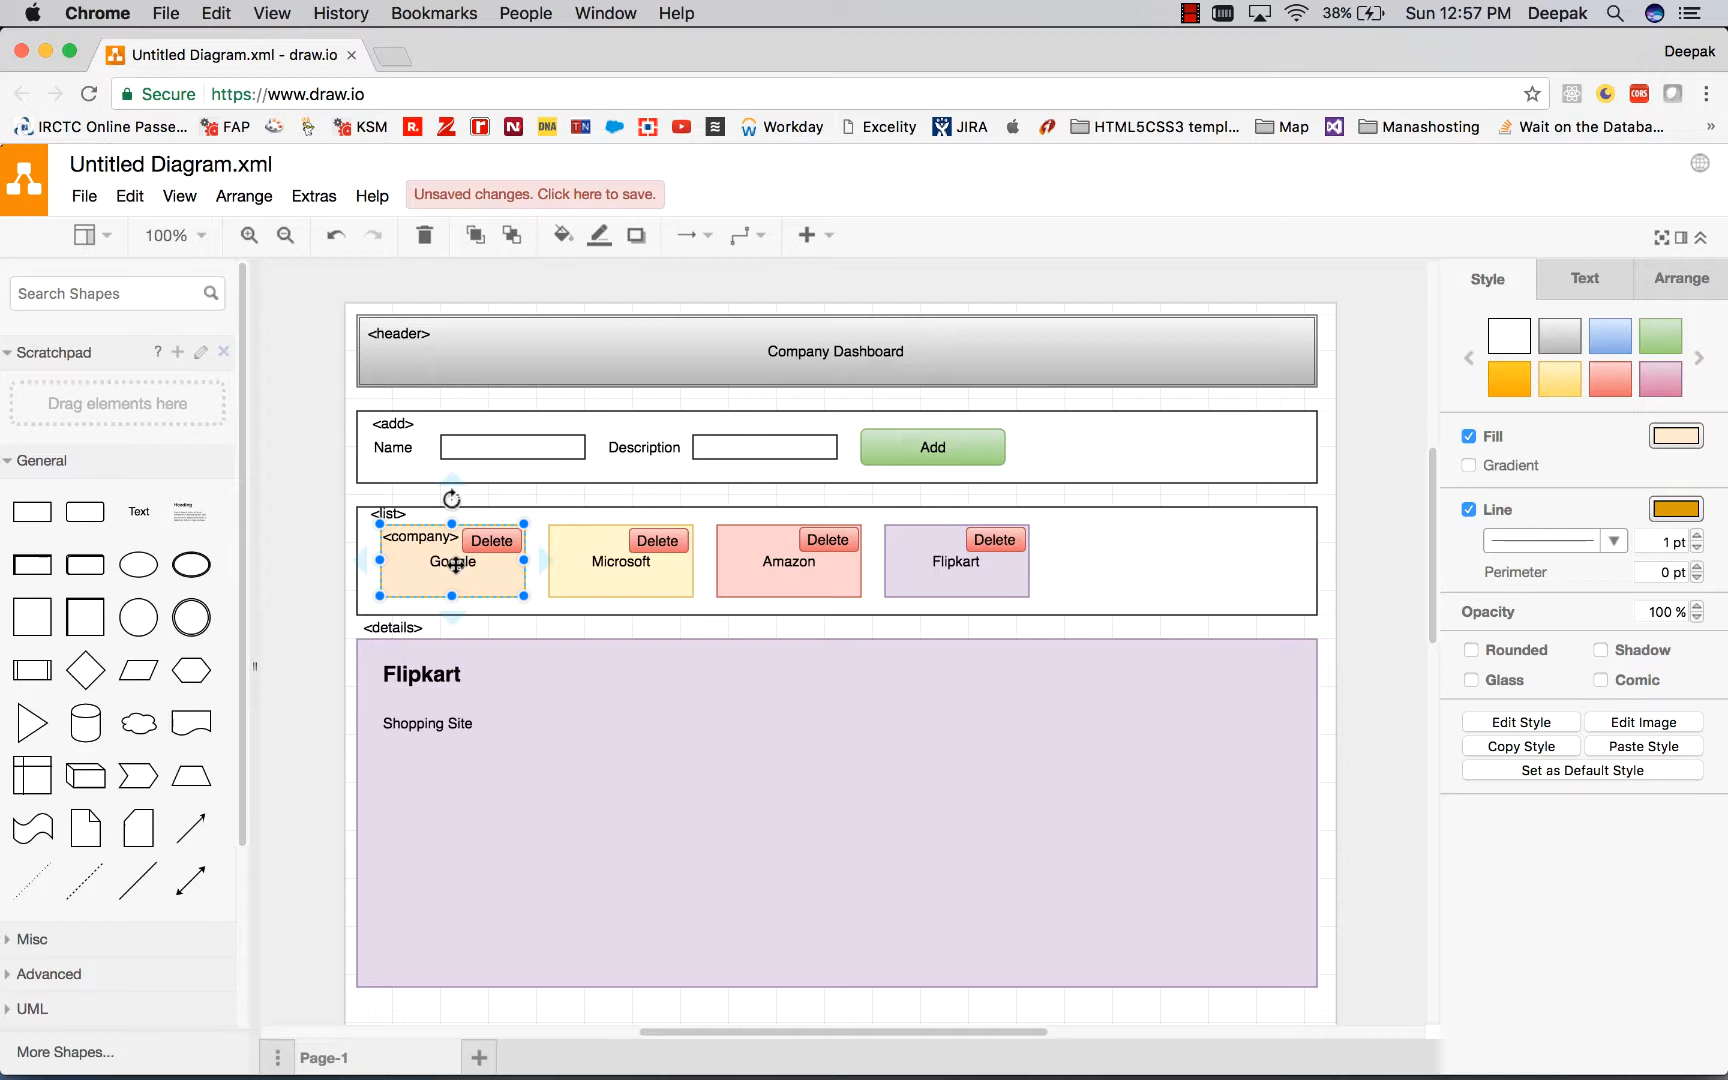 Chrome File Edit View History Bookmarks People Window Help 38% Sun 12:57 PM Deepak
Untitled Diagram.xml - draw.io Deepak
Secure https://www.draw.io CORS
IRCTC Online Passe... FAP KSM R. DNA TN Workday Excelity JIRA HTML5CSS3 templ... Map Manashosting Wait on the Databa... »
Untitled Diagram.xml
File Edit View Arrange Extras Help Unsaved changes. Click here to save.
100%
Search Shapes
Scratchpad ?
Drag elements here
General
Text Heading
Misc
Advanced
UML
More Shapes...
<header>
Company Dashboard
<add>
Name Description Add
<list>
<company> Delete Delete Delete Delete
Google Microsoft Amazon Flipkart
<details>
Flipkart
Shopping Site
Page-1
Style Text Arrange
Fill
Gradient
Line
1 pt
Perimeter 0 pt
Opacity 100 %
Rounded Shadow
Glass Comic
Edit Style Edit Image
Copy Style Paste Style
Set as Default Style